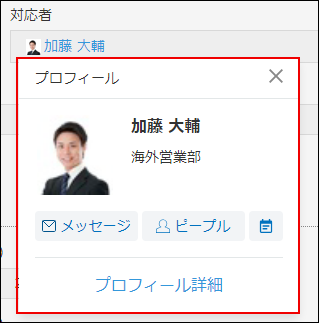 対応者
加藤 大輔
プロフィール
加藤 大輔
海外営業部
メッセージ
ピープル
プロフィール詳細